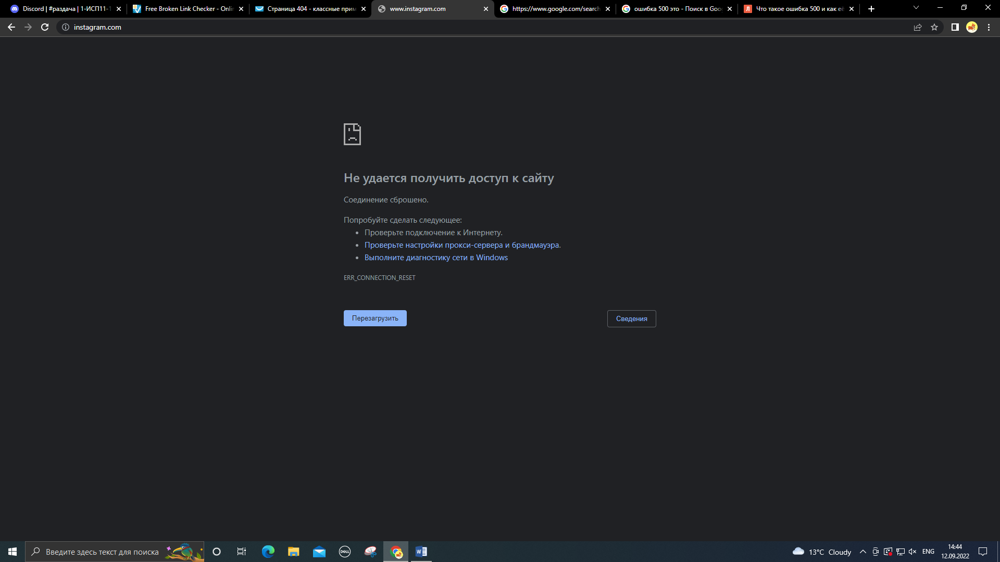 Discord | #раздача | 1-ИСП11-1
Free Broken Link Checker - Onlin
Страница 404 - классные прим
www.instagram.com
https://www.google.com/search
ошибка 500 это - Поиск в Goo
Что такое ошибка 500 и как её
instagram.com
Не удается получить доступ к сайту
Соединение сброшено.
Попробуйте сделать следующее:
Проверьте подключение к Интернету.
Проверьте настройки прокси-сервера и брандмауэра.
Выполните диагностику сети в Windows
ERR_CONNECTION_RESET
Перезагрузить
Сведения
Введите здесь текст для поиска
DELL
W
13°C Cloudy
ENG
14:44
12.09.2022